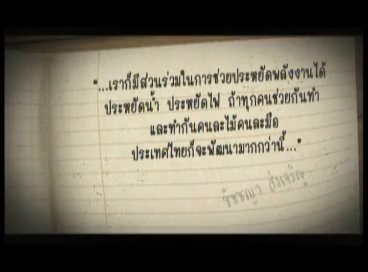 "...เราก็มีส่วนร่วมในการช่วยประหยัดพลังงานได้
ประหยัดน้ำ ประหยัดไฟ ถ้าทุกคนช่วยกันทำ
และทำกันคนละไม้คนละมือ
ประเทศไทยก็จะพัฒนามากกว่านี้..."